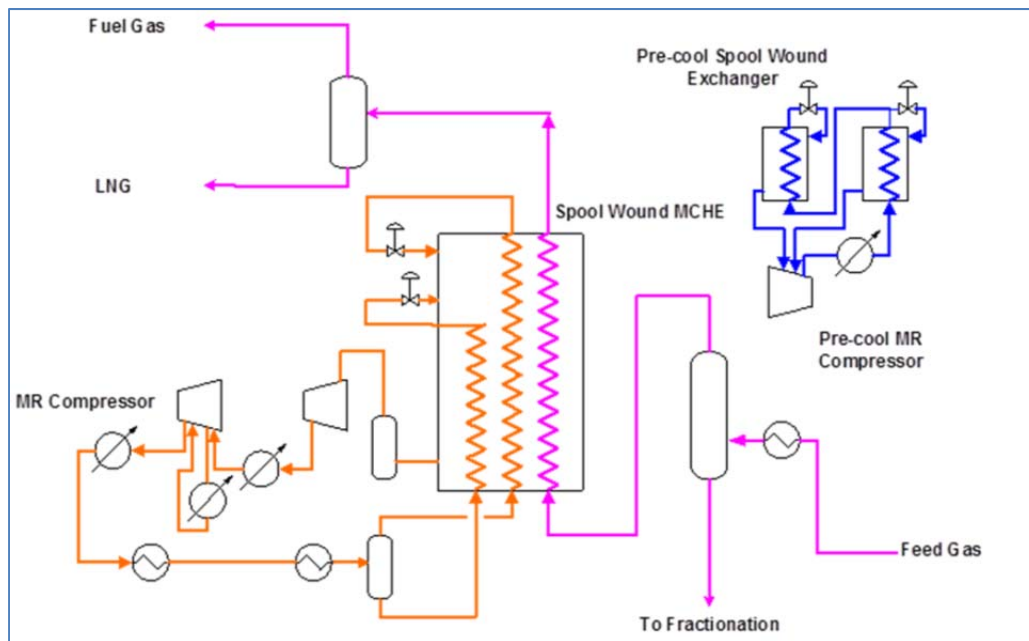 Fuel Gas
Pre-cool Spool Wound
Exchanger
LNG
Spool Wound MCHE
Pre-cool MR
Compressor
MR Compressor
Feed Gas
To Fractionation